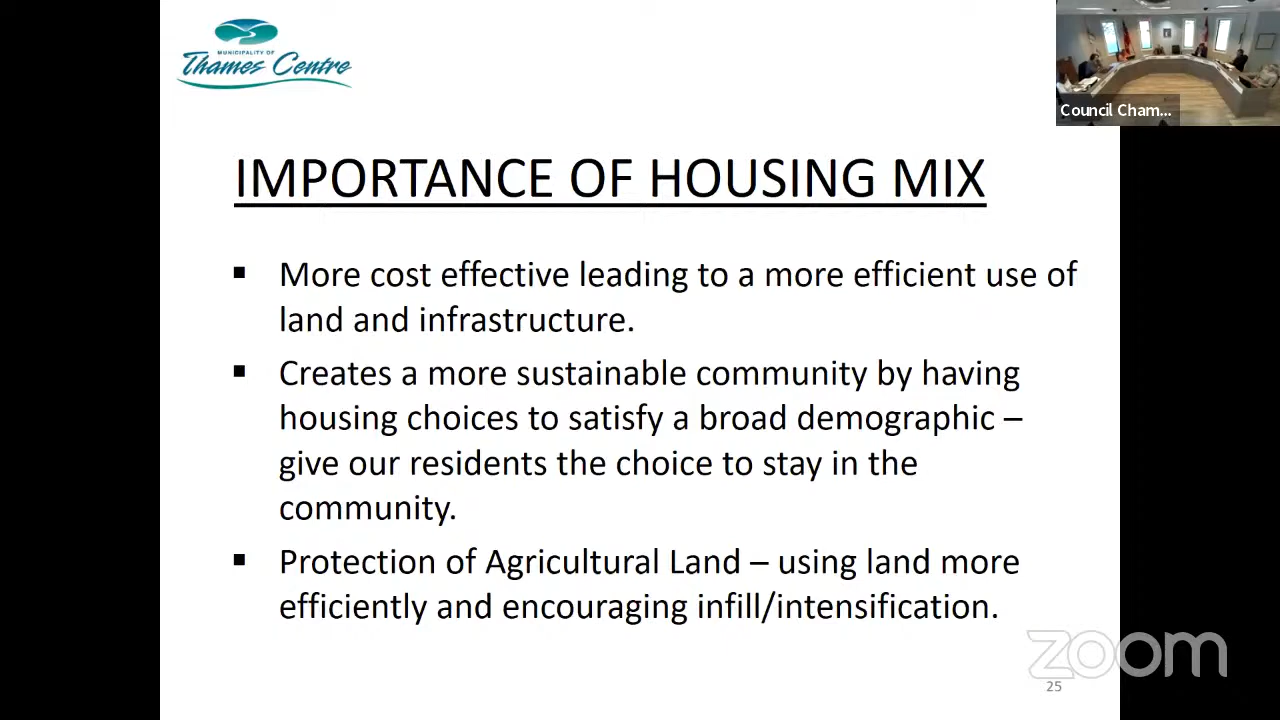 MUNICIPALITY OF
Thames Centre
Council Cham...
IMPORTANCE OF HOUSING MIX
▪ More cost effective leading to a more efficient use of
land and infrastructure.
▪ Creates a more sustainable community by having
housing choices to satisfy a broad demographic –
give our residents the choice to stay in the
community.
▪ Protection of Agricultural Land – using land more
efficiently and encouraging infill/intensification.
zoom
25